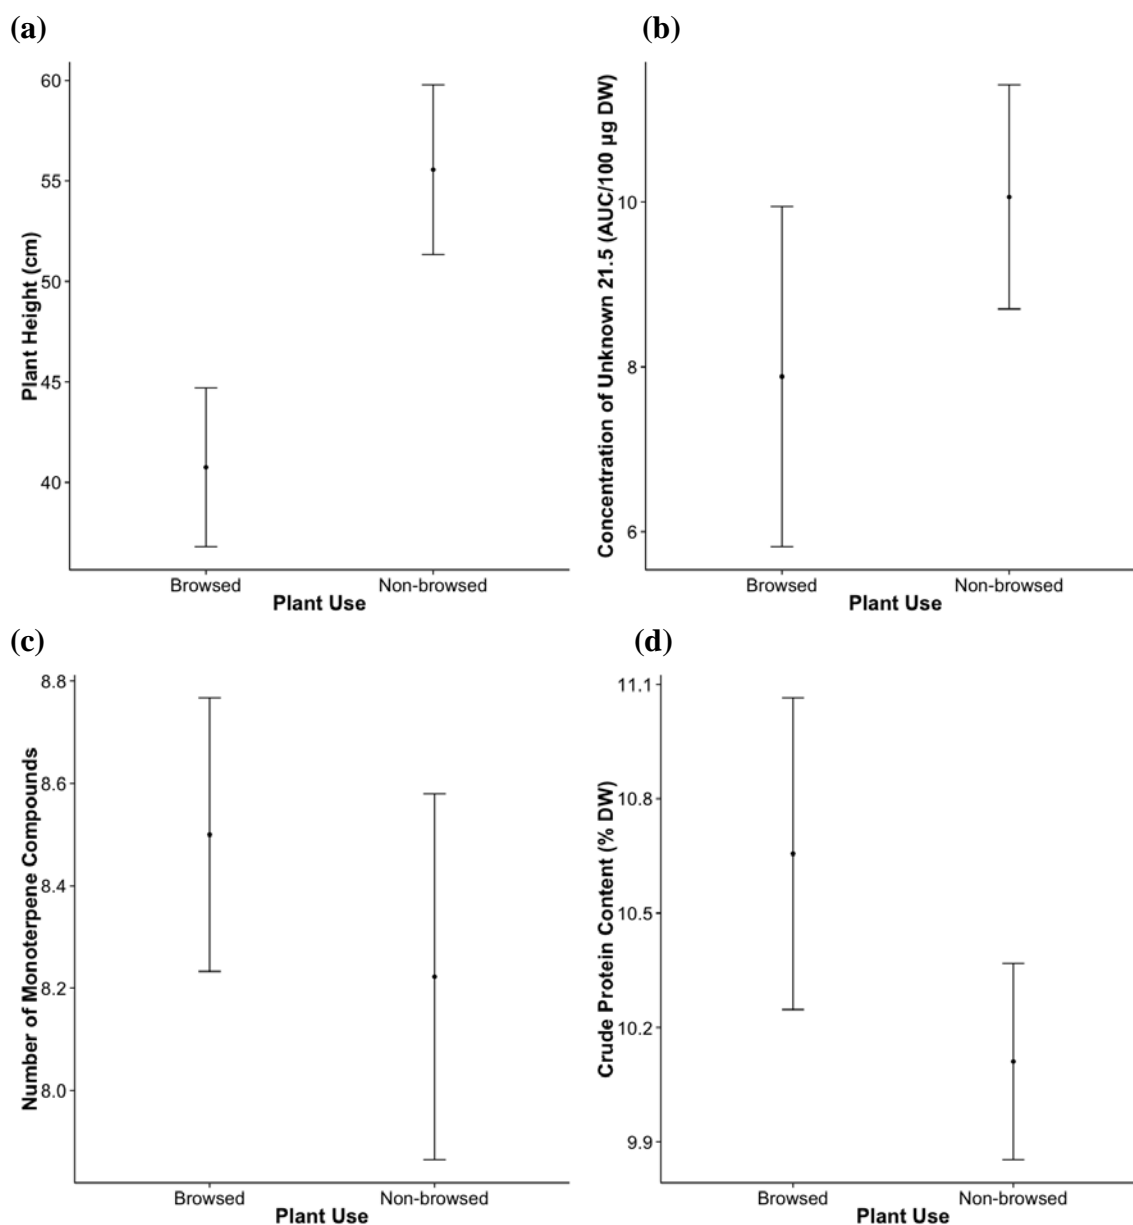 (a)
60
55
50
45
40
Plant Height (cm)
Browsed Non-browsed
Plant Use
(b)
10
8
6
Concentration of Unknown 21.5 (AUC/100 µg DW)
Browsed Non-browsed
Plant Use
(c)
8.8
8.6
8.4
8.2
8.0
Number of Monoterpene Compounds
Browsed Non-browsed
Plant Use
(d)
11.1
10.8
10.5
10.2
9.9
Crude Protein Content (% DW)
Browsed Non-browsed
Plant Use